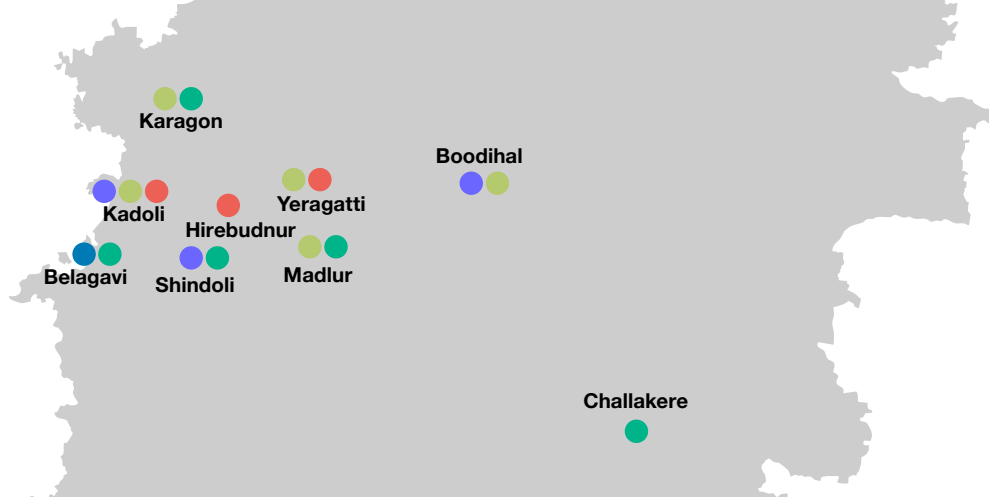 Karagon
Boodihal
Yeragatti
Kadoli
Hirebudnur
Belagavi
Shindoli
Madlur
Challakere